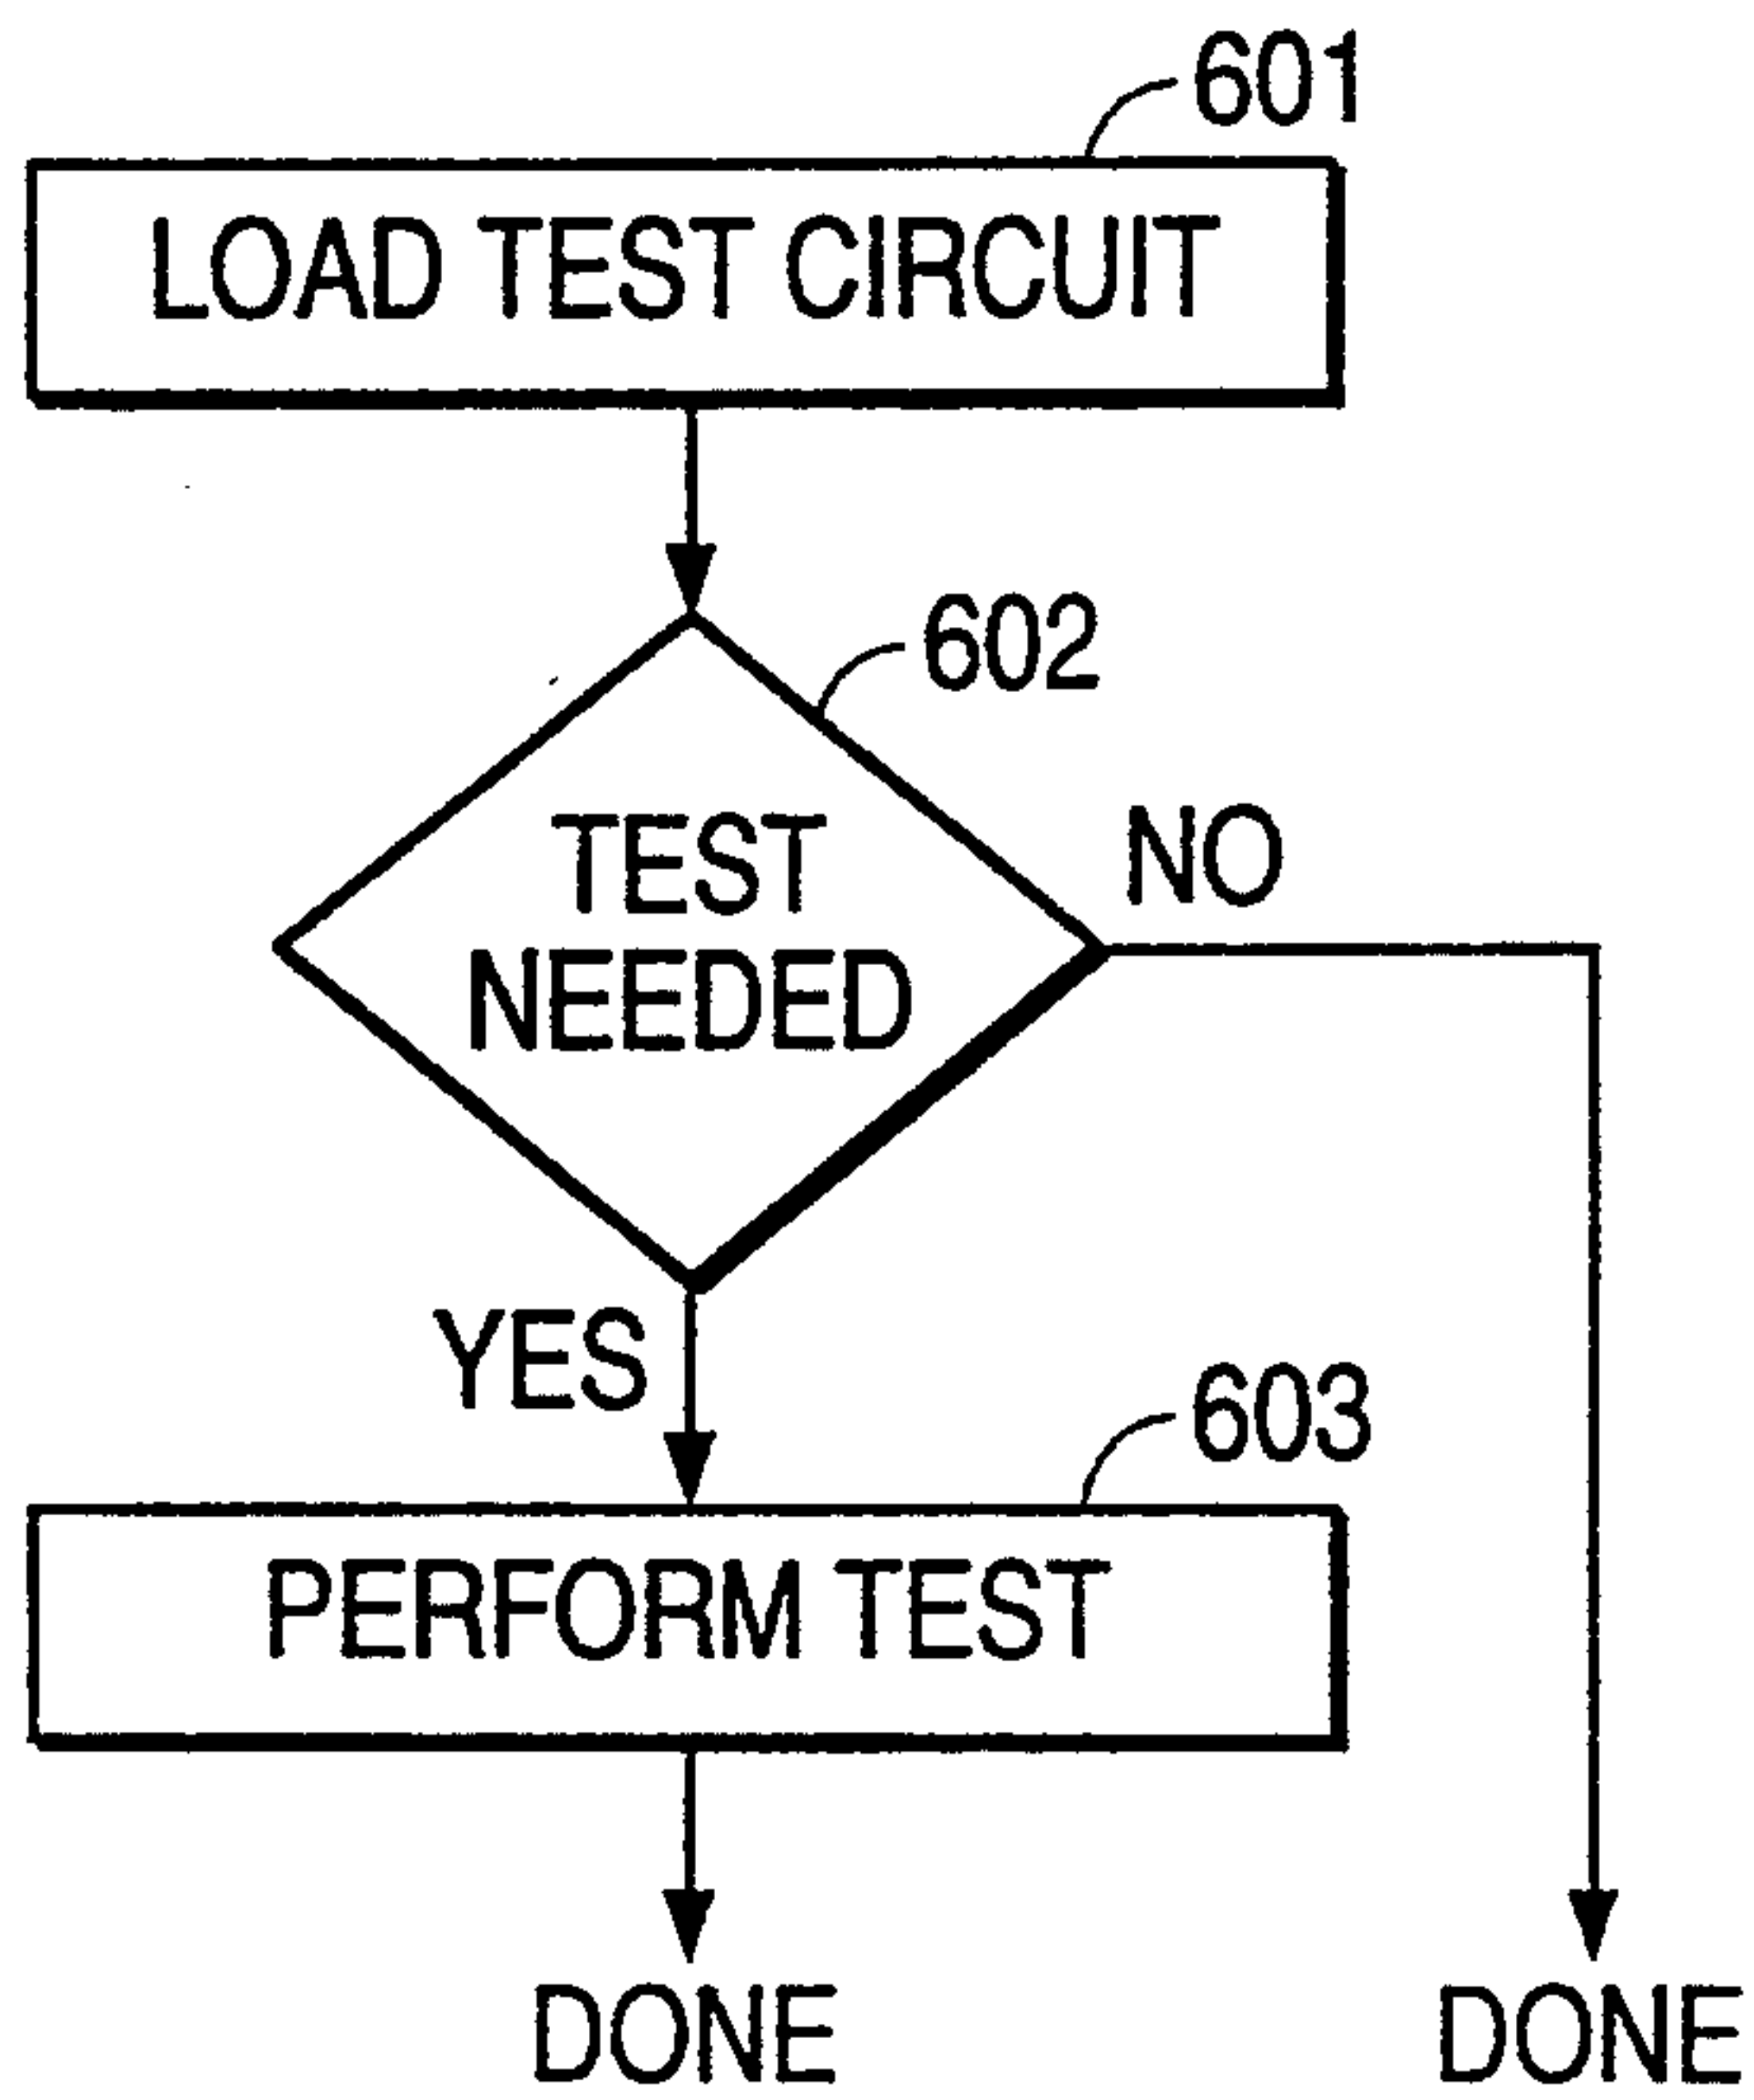 601
LOAD TEST CIRCUIT
602
TEST
NEEDED
NO
YES
603
PERFORM TEST
DONE
DONE